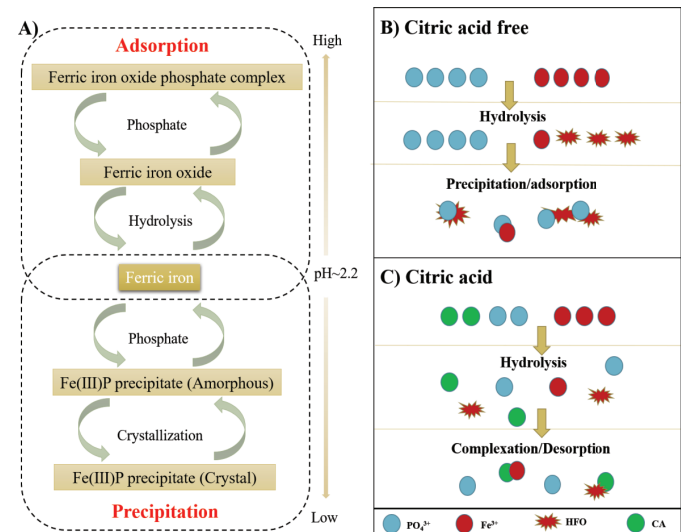 A)
Adsorption
High
Ferric iron oxide phosphate complex
Phosphate
Ferric iron oxide
Hydrolysis
Ferric iron
pH~2.2
Phosphate
Fe(III)P precipitate (Amorphous)
Crystallization
Fe(III)P precipitate (Crystal)
Precipitation
Low
B) Citric acid free
Hydrolysis
Precipitation/adsorption
C) Citric acid
Hydrolysis
Complexation/Desorption
PO₄³⁺
Fe³⁺
HFO
CA